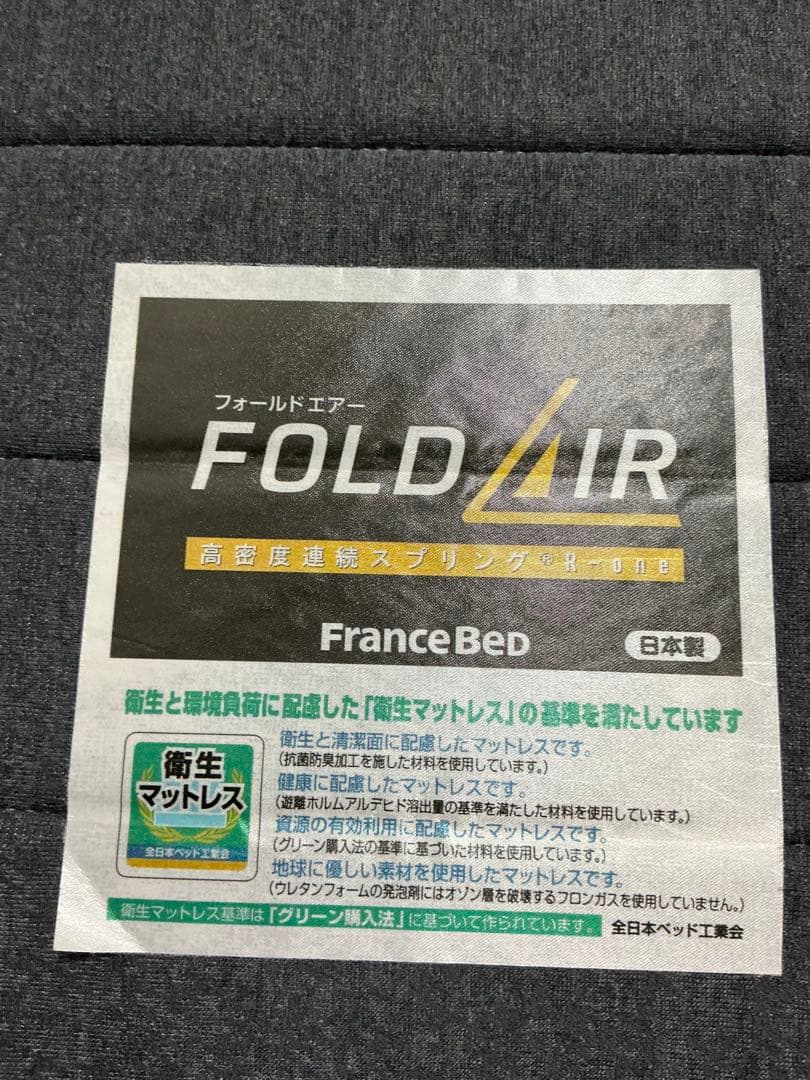 フォールドエアー
FOLD AIR
高密度連続スプリング®R-one
FRANCEBED
日本製
衛生と環境負荷に配慮した「衛生マットレス」の基準を満たしています
衛生
マットレス
全日本ベッド工業会
衛生と清潔面に配慮したマットレスです。
(抗菌防臭加工を施した材料を使用しています。)
健康に配慮したマットレスです。
(遊離ホルムアルデヒド溶出量の基準を満たした材料を使用しています。)
資源の有効利用に配慮したマットレスです。
(グリーン購入法の基準に基づいた材料を使用しています。)
地球に優しい素材を使用したマットレスです。
(ウレタンフォームの発泡剤にはオゾン層を破壊するフロンガスを使用していません。)
衛生マットレス基準は「グリーン購入法」に基づいて作られています。 全日本ベッド工業会